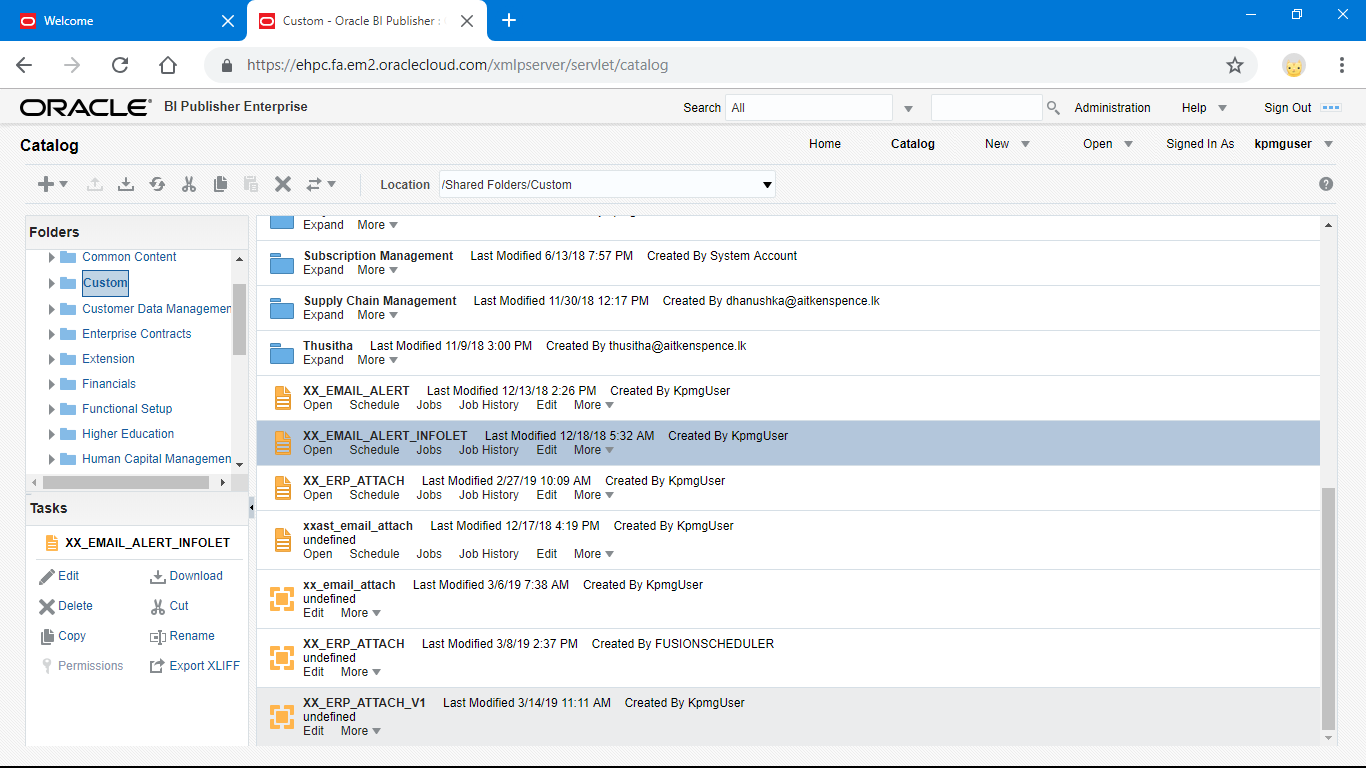 Welcome
Custom - Oracle BI Publisher :
https://ehpc.fa.em2.oraclecloud.com/xmlpserver/servlet/catalog
ORACLE BI Publisher Enterprise Search All Administration Help Sign Out
Catalog Home Catalog New Open Signed In As kpmguser
Location /Shared Folders/Custom
Folders
Common Content
Custom
Customer Data Managemen
Enterprise Contracts
Extension
Financials
Functional Setup
Higher Education
Human Capital Management
Tasks
XX_EMAIL_ALERT_INFOLET
Edit Download
Delete Cut
Copy Rename
Permissions Export XLIFF
Expand More
Subscription Management Last Modified 6/13/18 7:57 PM Created By System Account
Expand More
Supply Chain Management Last Modified 11/30/18 12:17 PM Created By dhanushka@aitkenspence.lk
Expand More
Thusitha Last Modified 11/9/18 3:00 PM Created By thusitha@aitkenspence.lk
Expand More
XX_EMAIL_ALERT Last Modified 12/13/18 2:26 PM Created By KpmgUser
Open Schedule Jobs Job History Edit More
XX_EMAIL_ALERT_INFOLET Last Modified 12/18/18 5:32 AM Created By KpmgUser
Open Schedule Jobs Job History Edit More
XX_ERP_ATTACH Last Modified 2/27/19 10:09 AM Created By KpmgUser
Open Schedule Jobs Job History Edit More
xxast_email_attach Last Modified 12/17/18 4:19 PM Created By KpmgUser
undefined
Open Schedule Jobs Job History Edit More
xx_email_attach Last Modified 3/6/19 7:38 AM Created By KpmgUser
undefined
Edit More
XX_ERP_ATTACH Last Modified 3/8/19 2:37 PM Created By FUSIONSCHEDULER
undefined
Edit More
XX_ERP_ATTACH_V1 Last Modified 3/14/19 11:11 AM Created By KpmgUser
undefined
Edit More